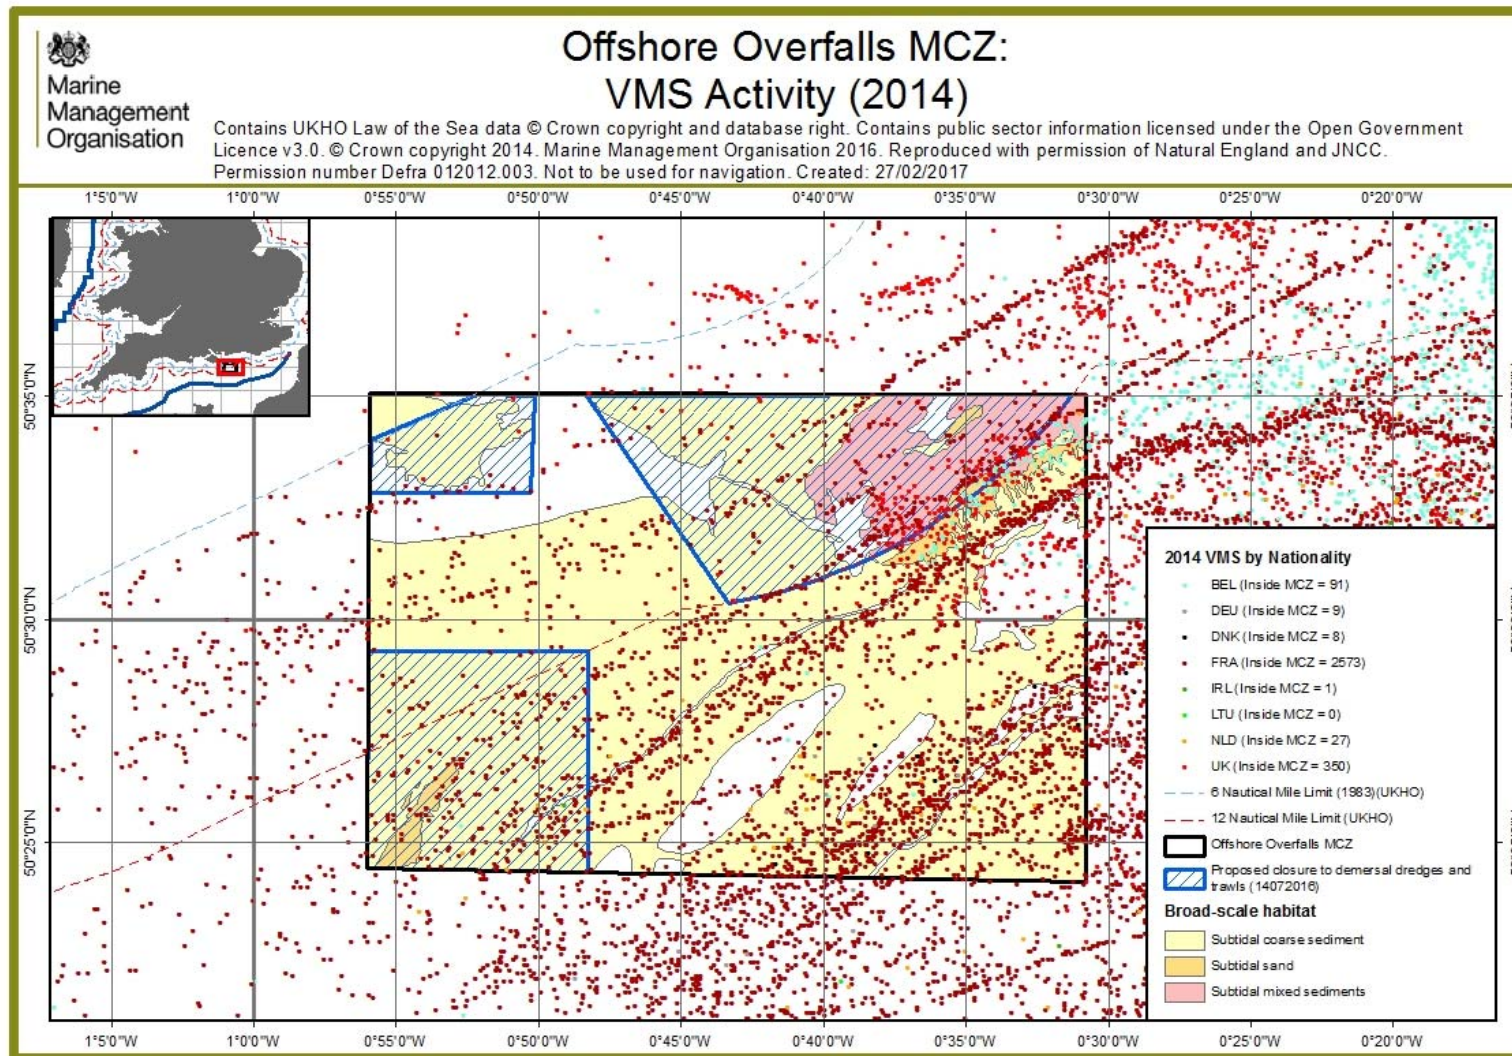 Marine
Management
Organisation
Offshore Overfalls MCZ:
VMS Activity (2014)
Contains UKHO Law of the Sea data © Crown copyright and database right. Contains public sector information licensed under the Open Government
Licence v3.0. © Crown copyright 2014. Marine Management Organisation 2016. Reproduced with permission of Natural England and JNCC.
Permission number Defra 012012.003. Not to be used for navigation. Created: 27/02/2017
1°5'0"W 1°0'0"W 0°55'0"W 0°50'0"W 0°45'0"W 0°40'0"W 0°35'0"W 0°30'0"W 0°25'0"W 0°20'0"W
50°35'0"N
50°30'0"N
50°25'0"N
2014 VMS by Nationality
BEL (Inside MCZ = 91)
DEU (Inside MCZ = 9)
DNK (Inside MCZ = 8)
FRA (Inside MCZ = 2573)
IRL (Inside MCZ = 1)
LTU (Inside MCZ = 0)
NLD (Inside MCZ = 27)
UK (Inside MCZ = 350)
6 Nautical Mile Limit (1983)(UKHO)
12 Nautical Mile Limit (UKHO)
Offshore Overfalls MCZ
Proposed closure to demersal dredges and
trawls (14072016)
Broad-scale habitat
Subtidal coarse sediment
Subtidal sand
Subtidal mixed sediments
1°5'0"W 1°0'0"W 0°55'0"W 0°50'0"W 0°45'0"W 0°40'0"W 0°35'0"W 0°30'0"W 0°25'0"W 0°20'0"W